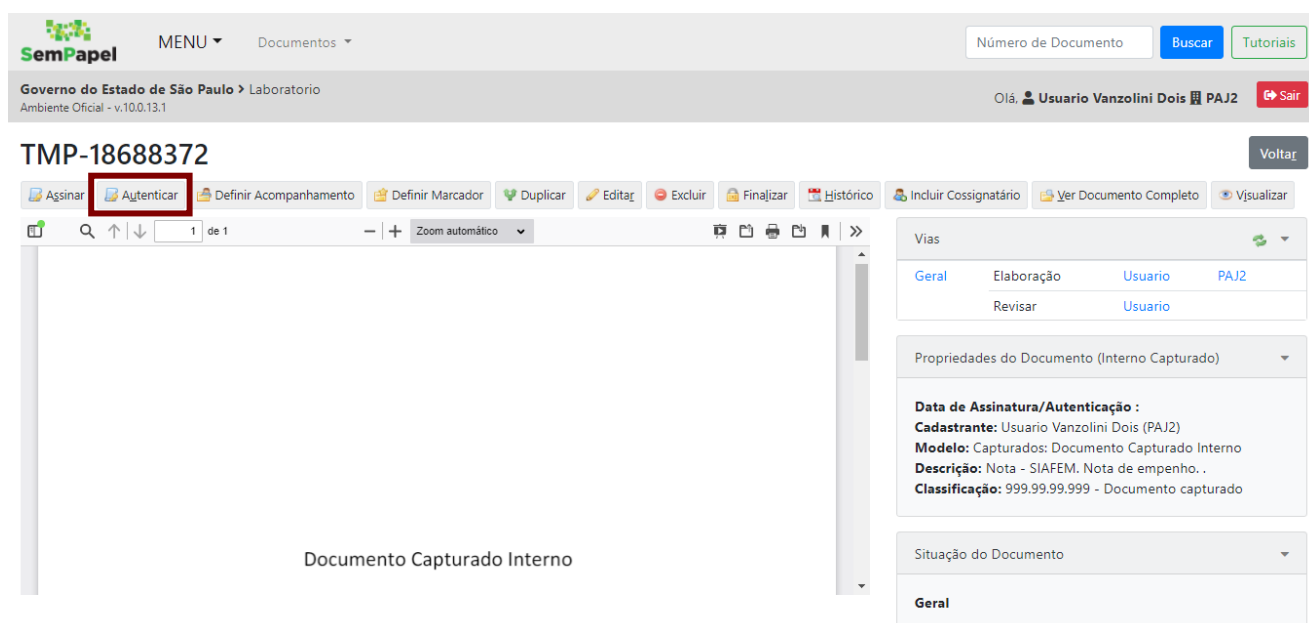 SemPapel MENU Documentos Número de Documento Buscar Tutoriais
Governo do Estado de São Paulo > Laboratorio
Ambiente Oficial - v.10.0.13.1
Olá, Usuario Vanzolini Dois PAJ2 Sair
TMP-18688372 Voltar
Assinar Autenticar Definir Acompanhamento Definir Marcador Duplicar Editar Excluir Finalizar Histórico Incluir Cossignatário Ver Documento Completo Visualizar
1 de 1 Zoom automático
Documento Capturado Interno
Vias
Geral Elaboração Usuario PAJ2
Revisar Usuario
Propriedades do Documento (Interno Capturado)
Data de Assinatura/Autenticação :
Cadastrante: Usuario Vanzolini Dois (PAJ2)
Modelo: Capturados: Documento Capturado Interno
Descrição: Nota - SIAFEM. Nota de empenho. .
Classificação: 999.99.99.999 - Documento capturado
Situação do Documento
Geral